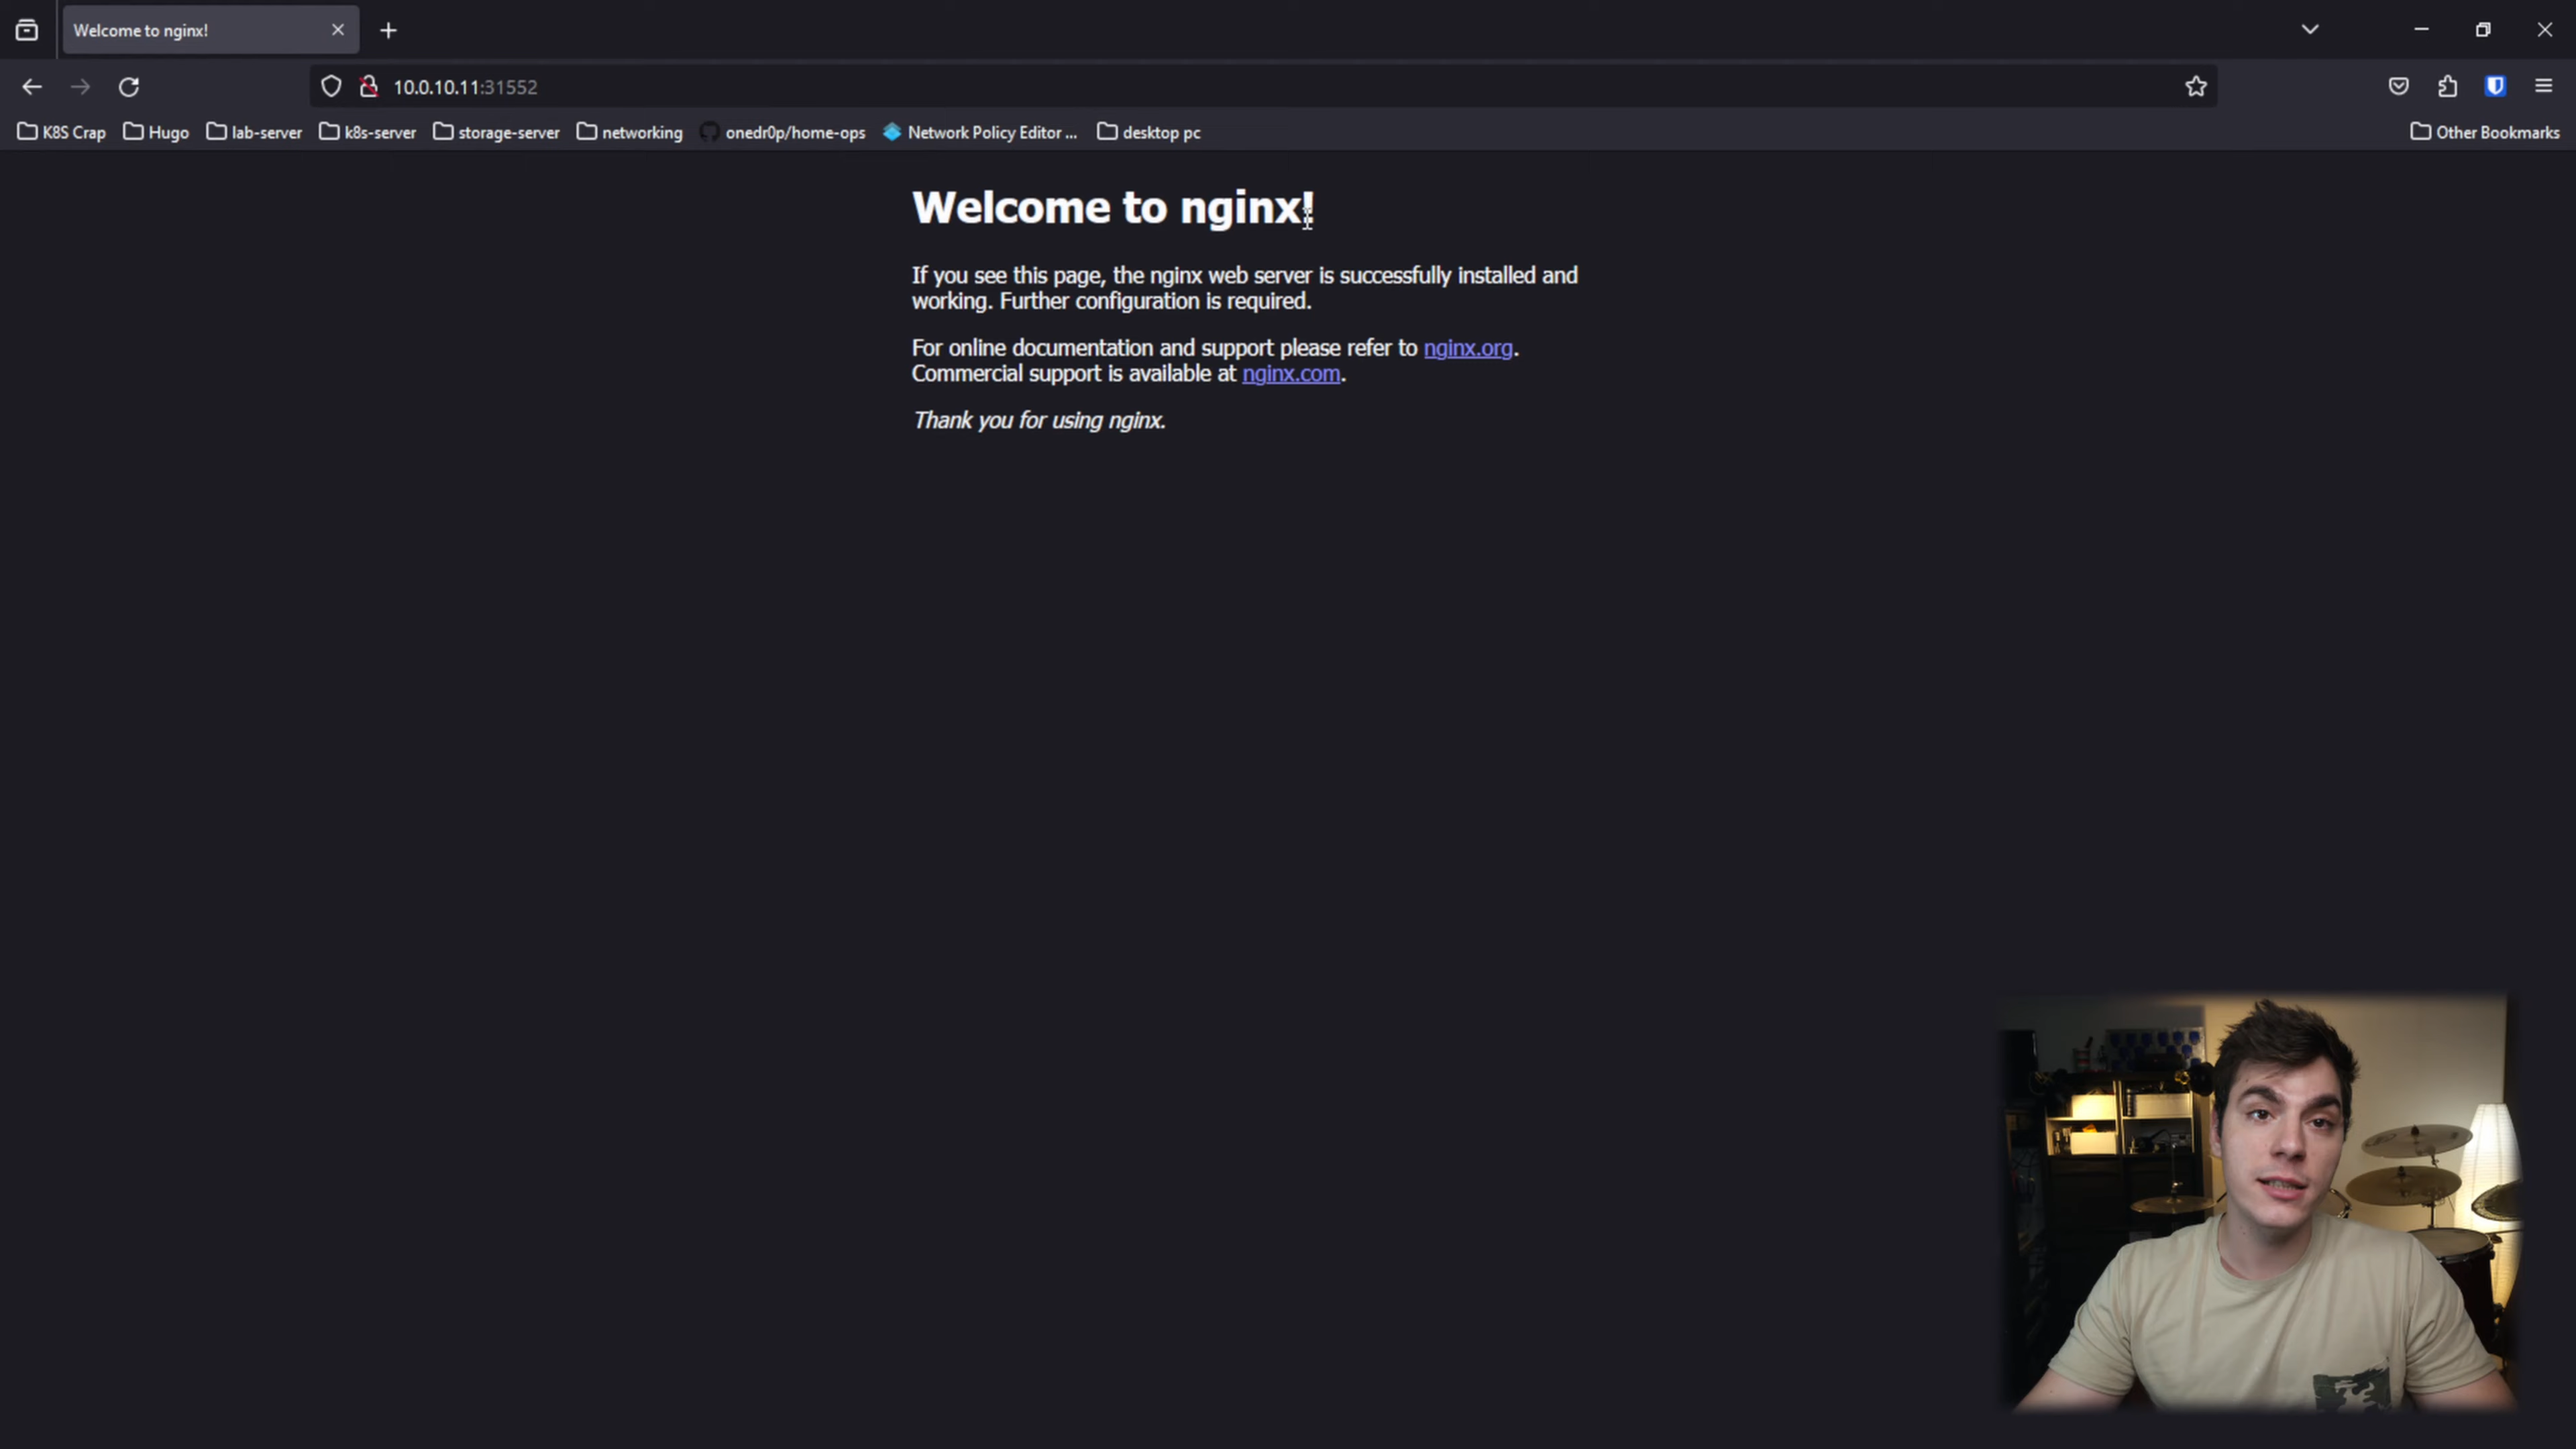 Welcome to nginx!
10.0.10.11:31552
K8S Crap Hugo lab-server k8s-server storage-server networking onedr0p/home-ops Network Policy Editor ... desktop pc Other Bookmarks
Welcome to nginx!
If you see this page, the nginx web server is successfully installed and
working. Further configuration is required.
For online documentation and support please refer to nginx.org.
Commercial support is available at nginx.com.
Thank you for using nginx.